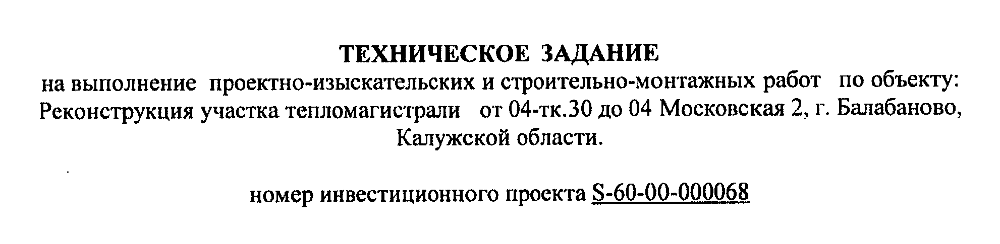 ТЕХНИЧЕСКОЕ ЗАДАНИЕ
на выполнение проектно-изыскательских и строительно-монтажных работ по объекту:
Реконструкция участка тепломагистрали от 04-тк.30 до 04 Московская 2, г. Балабаново,
Калужской области.
номер инвестиционного проекта S-60-00-000068